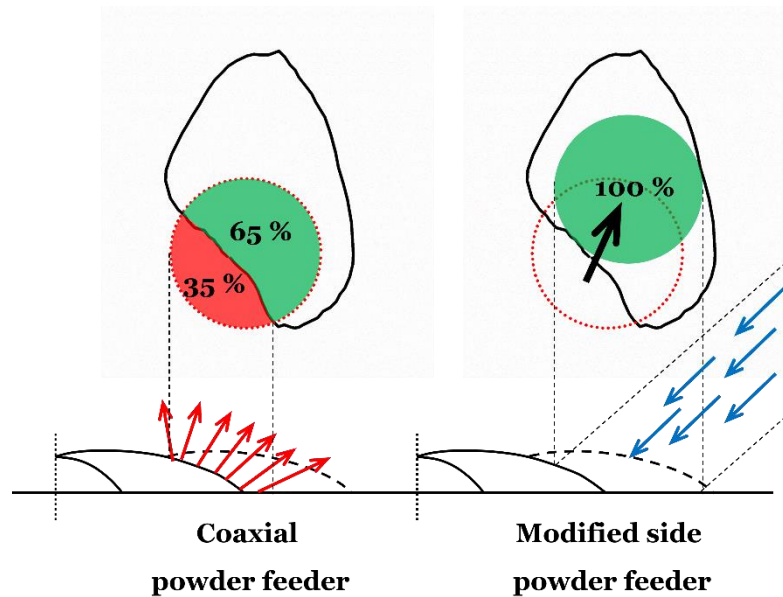 65 %
35 %
100 %
Coaxial
powder feeder
Modified side
powder feeder